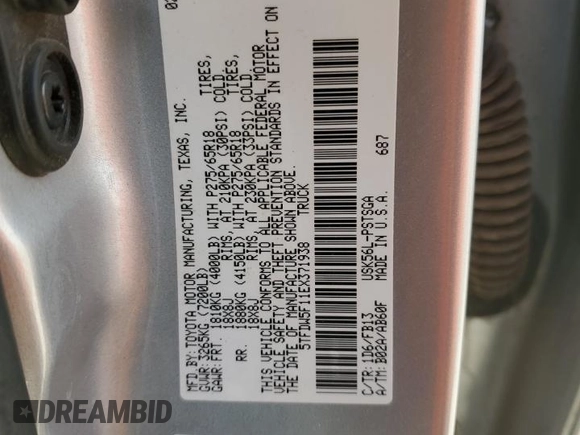 02
MFD.BY:TOYOTA MOTOR MANUFACTURING, TEXAS, INC.
GVWR: 3265KG (7200LB)
GAWR:FRT. 1810KG (4000LB) WITH P275/65R18 TIRES,
18X8J RIMS, AT 210KPA (30PSI) COLD.
RR. 1880KG (4150LB) WITH P275/65R18 TIRES,
18X8J RIMS, AT 230KPA (33PSI) COLD.
THIS VEHICLE CONFORMS TO ALL APPLICABLE FEDERAL MOTOR
VEHICLE SAFETY AND THEFT PREVENTION STANDARDS IN EFFECT ON
THE DATE OF MANUFACTURE SHOWN ABOVE.
5TFDW5F11EX371938 TRUCK
C/TR:1D6/FB13 USK56L-PSTSGA
A/TM: B02A/AB60F MADE IN U.S.A. 687
DREAMBID